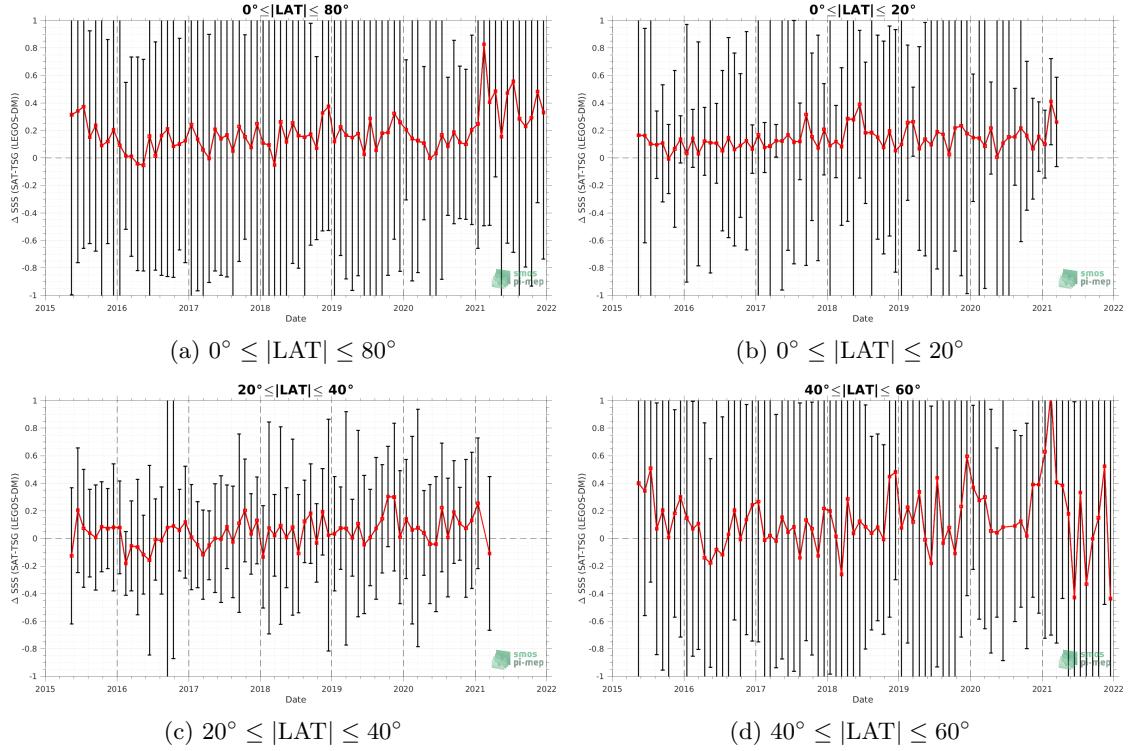 0°≤|LAT|≤ 80°
Δ SSS (SAT-TSG (LEGOS-DM))
1
0.8
0.6
0.4
0.2
0
-0.2
-0.4
-0.6
-0.8
-1
2015 2016 2017 2018 2019 2020 2021 2022
Date
smos
pi-mep
(a) 0° ≤ |LAT| ≤ 80°
0°≤|LAT|≤ 20°
Δ SSS (SAT-TSG (LEGOS-DM))
1
0.8
0.6
0.4
0.2
0
-0.2
-0.4
-0.6
-0.8
-1
2015 2016 2017 2018 2019 2020 2021 2022
Date
smos
pi-mep
(b) 0° ≤ |LAT| ≤ 20°
20°≤|LAT|≤ 40°
Δ SSS (SAT-TSG (LEGOS-DM))
1
0.8
0.6
0.4
0.2
0
-0.2
-0.4
-0.6
-0.8
-1
2015 2016 2017 2018 2019 2020 2021 2022
Date
smos
pi-mep
(c) 20° ≤ |LAT| ≤ 40°
40°≤|LAT|≤ 60°
Δ SSS (SAT-TSG (LEGOS-DM))
1
0.8
0.6
0.4
0.2
0
-0.2
-0.4
-0.6
-0.8
-1
2015 2016 2017 2018 2019 2020 2021 2022
Date
smos
pi-mep
(d) 40° ≤ |LAT| ≤ 60°